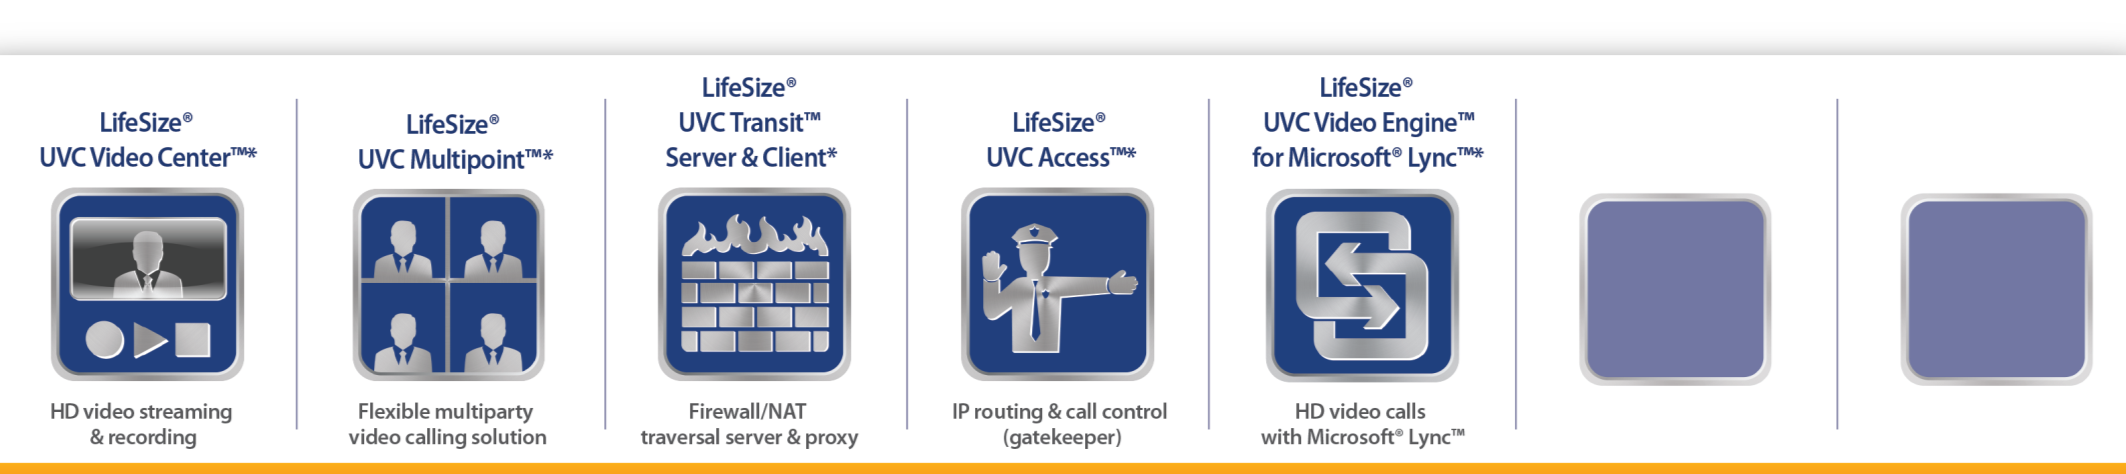 LifeSize®
UVC Video Center™*
HD video streaming
& recording
LifeSize®
UVC Multipoint™*
Flexible multiparty
video calling solution
LifeSize®
UVC Transit™
Server & Client*
Firewall/NAT
traversal server & proxy
LifeSize®
UVC Access™*
IP routing & call control
(gatekeeper)
LifeSize®
UVC Video Engine™
for Microsoft® Lync™*
HD video calls
with Microsoft® Lync™